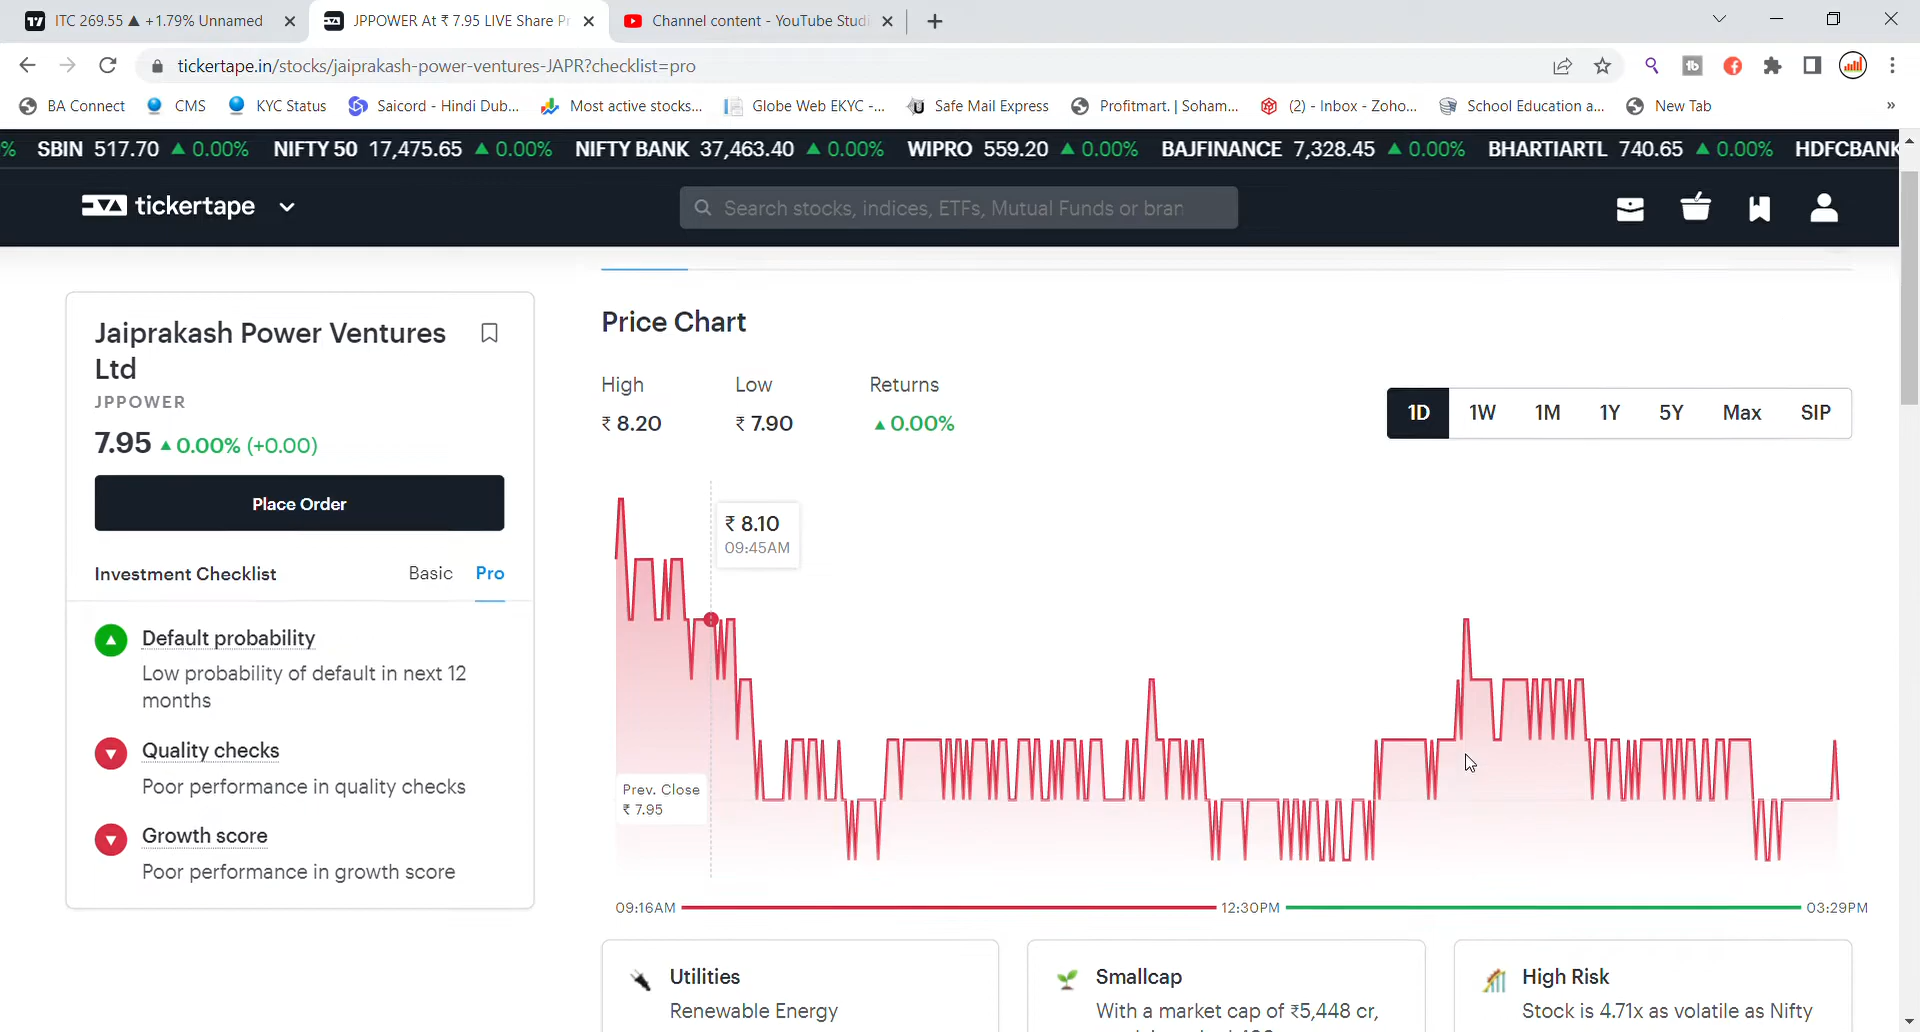 ITC 269.55 ▲ +1.79% Unnamed
JPPOWER At ₹ 7.95 LIVE Share Pr
Channel content - YouTube Studi
tickertape.in/stocks/jaiprakash-power-ventures-JAPR?checklist=pro
BA Connect CMS KYC Status Saicord - Hindi Dub... Most active stocks... Globe Web EKYC -... Safe Mail Express Profitmart. | Soham... (2) - Inbox - Zoho... School Education a... New Tab »
% SBIN 517.70 ▲ 0.00% NIFTY 50 17,475.65 ▲ 0.00% NIFTY BANK 37,463.40 ▲ 0.00% WIPRO 559.20 ▲ 0.00% BAJFINANCE 7,328.45 ▲ 0.00% BHARTIARTL 740.65 ▲ 0.00% HDFCBANK
tickertape
Search stocks, indices, ETFs, Mutual Funds or bran
Jaiprakash Power Ventures
Ltd
JPPOWER
7.95 ▲ 0.00% (+0.00)
Place Order
Investment Checklist Basic Pro
Default probability
Low probability of default in next 12
months
Quality checks
Poor performance in quality checks
Growth score
Poor performance in growth score
Price Chart
High Low Returns
₹ 8.20 ₹ 7.90 ▲ 0.00%
1D 1W 1M 1Y 5Y Max SIP
₹ 8.10
09:45AM
Prev. Close
₹ 7.95
09:16AM 12:30PM 03:29PM
Utilities
Renewable Energy
Smallcap
With a market cap of ₹5,448 cr,
High Risk
Stock is 4.71x as volatile as Nifty